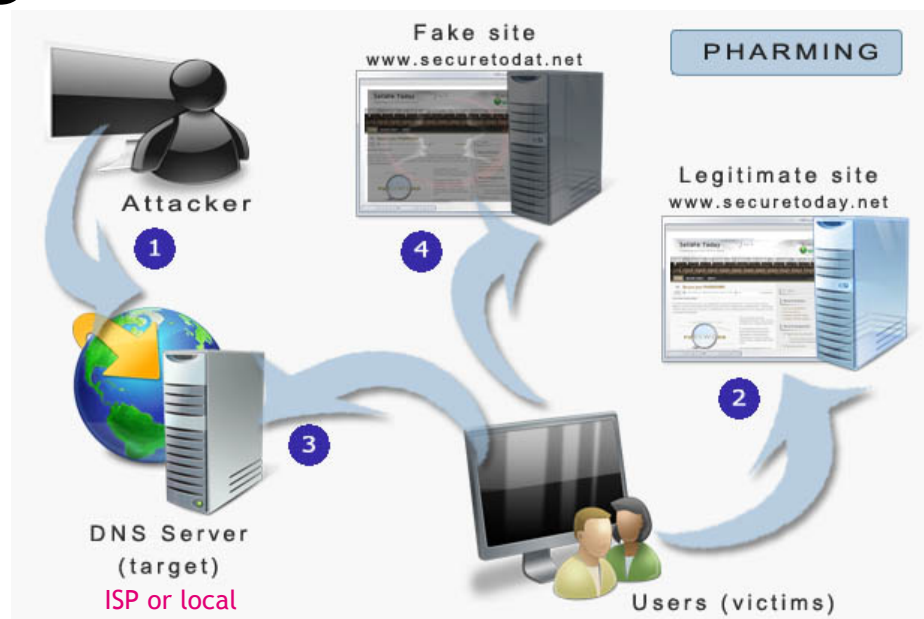 Fake site
www.securetodat.net
PHARMING
Legitimate site
www.securetoday.net
Attacker
1
4
2
3
DNS Server
(target)
ISP or local
Users (victims)